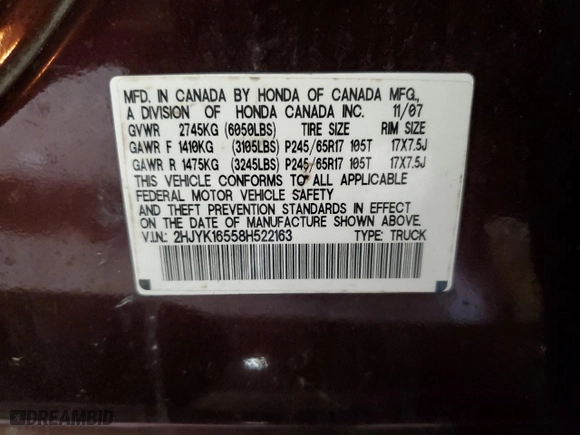 MFD. IN CANADA BY HONDA OF CANADA MFG.,
A DIVISION OF HONDA CANADA INC. 11/07
GVWR 2745KG (6050LBS) TIRE SIZE RIM SIZE
GAWR F 1410KG (3105LBS) P245/65R17 105T 17X7.5J
GAWR R 1475KG (3245LBS) P245/65R17 105T 17X7.5J
THIS VEHICLE CONFORMS TO ALL APPLICABLE
FEDERAL MOTOR VEHICLE SAFETY
AND THEFT PREVENTION STANDARDS IN EFFECT
ON THE DATE OF MANUFACTURE SHOWN ABOVE.
V.I.N.: 2HJYK16558H522163 TYPE: TRUCK
DREAMBID